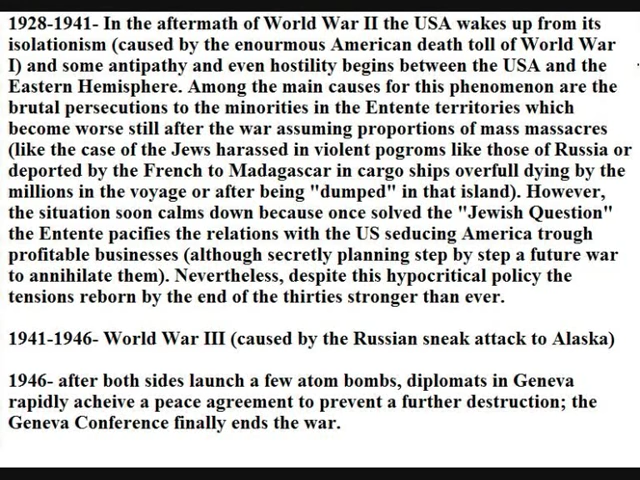 1928-1941- In the aftermath of World War II the USA wakes up from its
isolationism (caused by the enourmous American death toll of World War
I) and some antipathy and even hostility begins between the USA and the
Eastern Hemisphere. Among the main causes for this phenomenon are the
brutal persecutions to the minorities in the Entente territories which
become worse still after the war assuming proportions of mass massacres
(like the case of the Jews harassed in violent pogroms like those of Russia or
deported by the French to Madagascar in cargo ships overfull dying by the
millions in the voyage or after being "dumped" in that island). However,
the situation soon calms down because once solved the "Jewish Question"
the Entente pacifies the relations with the US seducing America trough
profitable businesses (although secretly planning step by step a future war
to annihilate them). Nevertheless, despite this hypocritical policy the
tensions reborn by the end of the thirties stronger than ever.
1941-1946- World War III (caused by the Russian sneak attack to Alaska)
1946- after both sides launch a few atom bombs, diplomats in Geneva
rapidly acheive a peace agreement to prevent a further destruction; the
Geneva Conference finally ends the war.